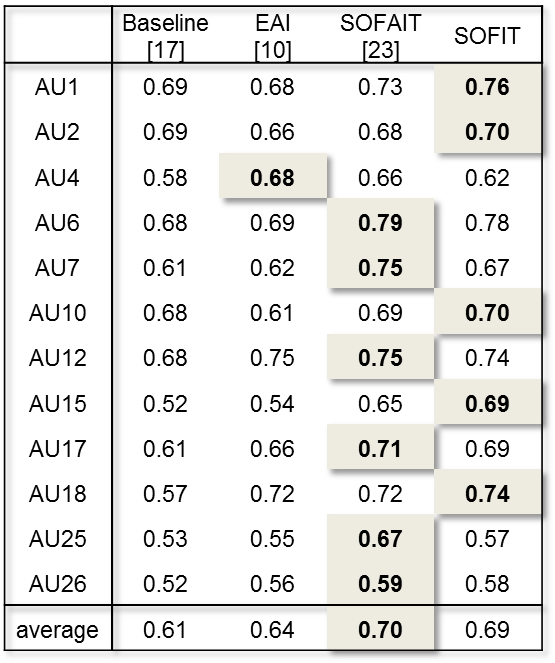 Baseline [17] EAI [10] SOFAIT [23] SOFIT
AU1 0.69 0.68 0.73 0.76
AU2 0.69 0.66 0.68 0.70
AU4 0.58 0.68 0.66 0.62
AU6 0.68 0.69 0.79 0.78
AU7 0.61 0.62 0.75 0.67
AU10 0.68 0.61 0.69 0.70
AU12 0.68 0.75 0.75 0.74
AU15 0.52 0.54 0.65 0.69
AU17 0.61 0.66 0.71 0.69
AU18 0.57 0.72 0.72 0.74
AU25 0.53 0.55 0.67 0.57
AU26 0.52 0.56 0.59 0.58
average 0.61 0.64 0.70 0.69